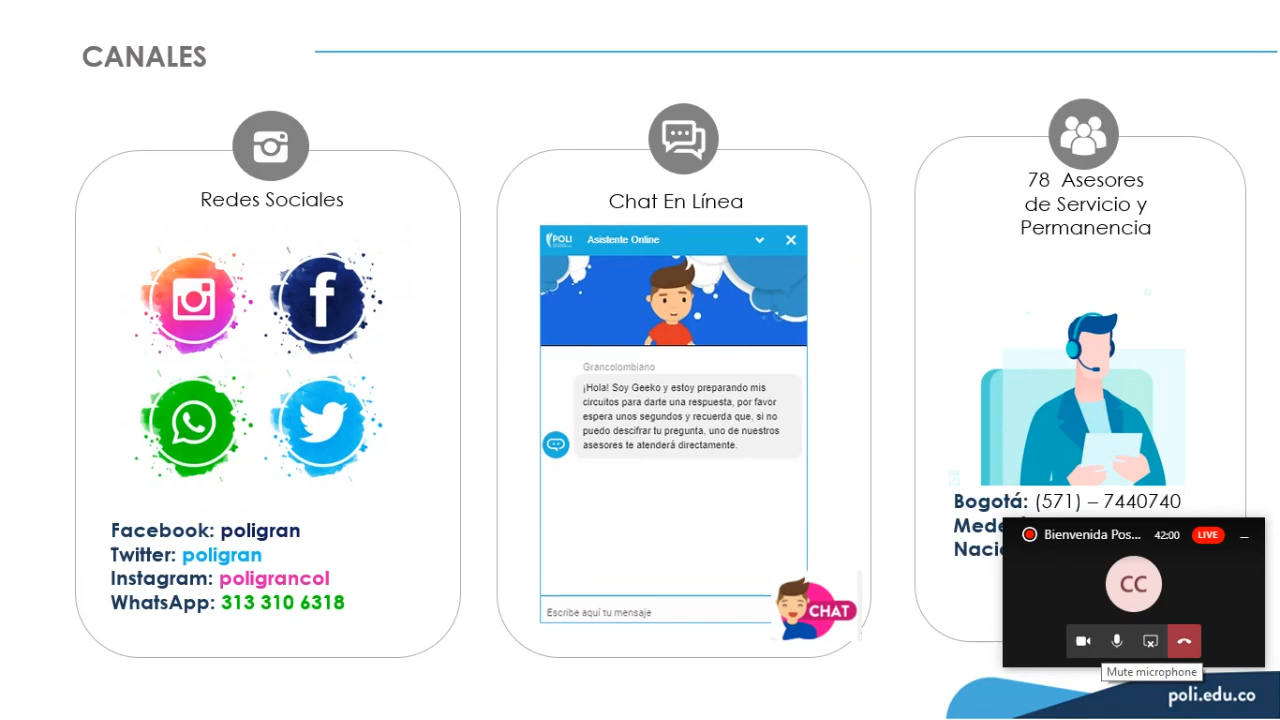 CANALES
Redes Sociales
Facebook: poligran
Twitter: poligran
Instagram: poligrancol
WhatsApp: 313 310 6318
Chat En Línea
POLI
Asistente Online
Grancolombiano
¡Hola! Soy Geeko y estoy preparando mis
circuitos para darte una respuesta, por favor
espera unos segundos y recuerda que, si no
puedo descifrar tu pregunta, uno de nuestros
asesores te atenderá directamente.
Escribe aquí tu mensaje
CHAT
78 Asesores
de Servicio y
Permanencia
Bogotá: (571) – 7440740
Bienvenida Pos... 42:00 LIVE
CC
Mute microphone
poli.edu.co